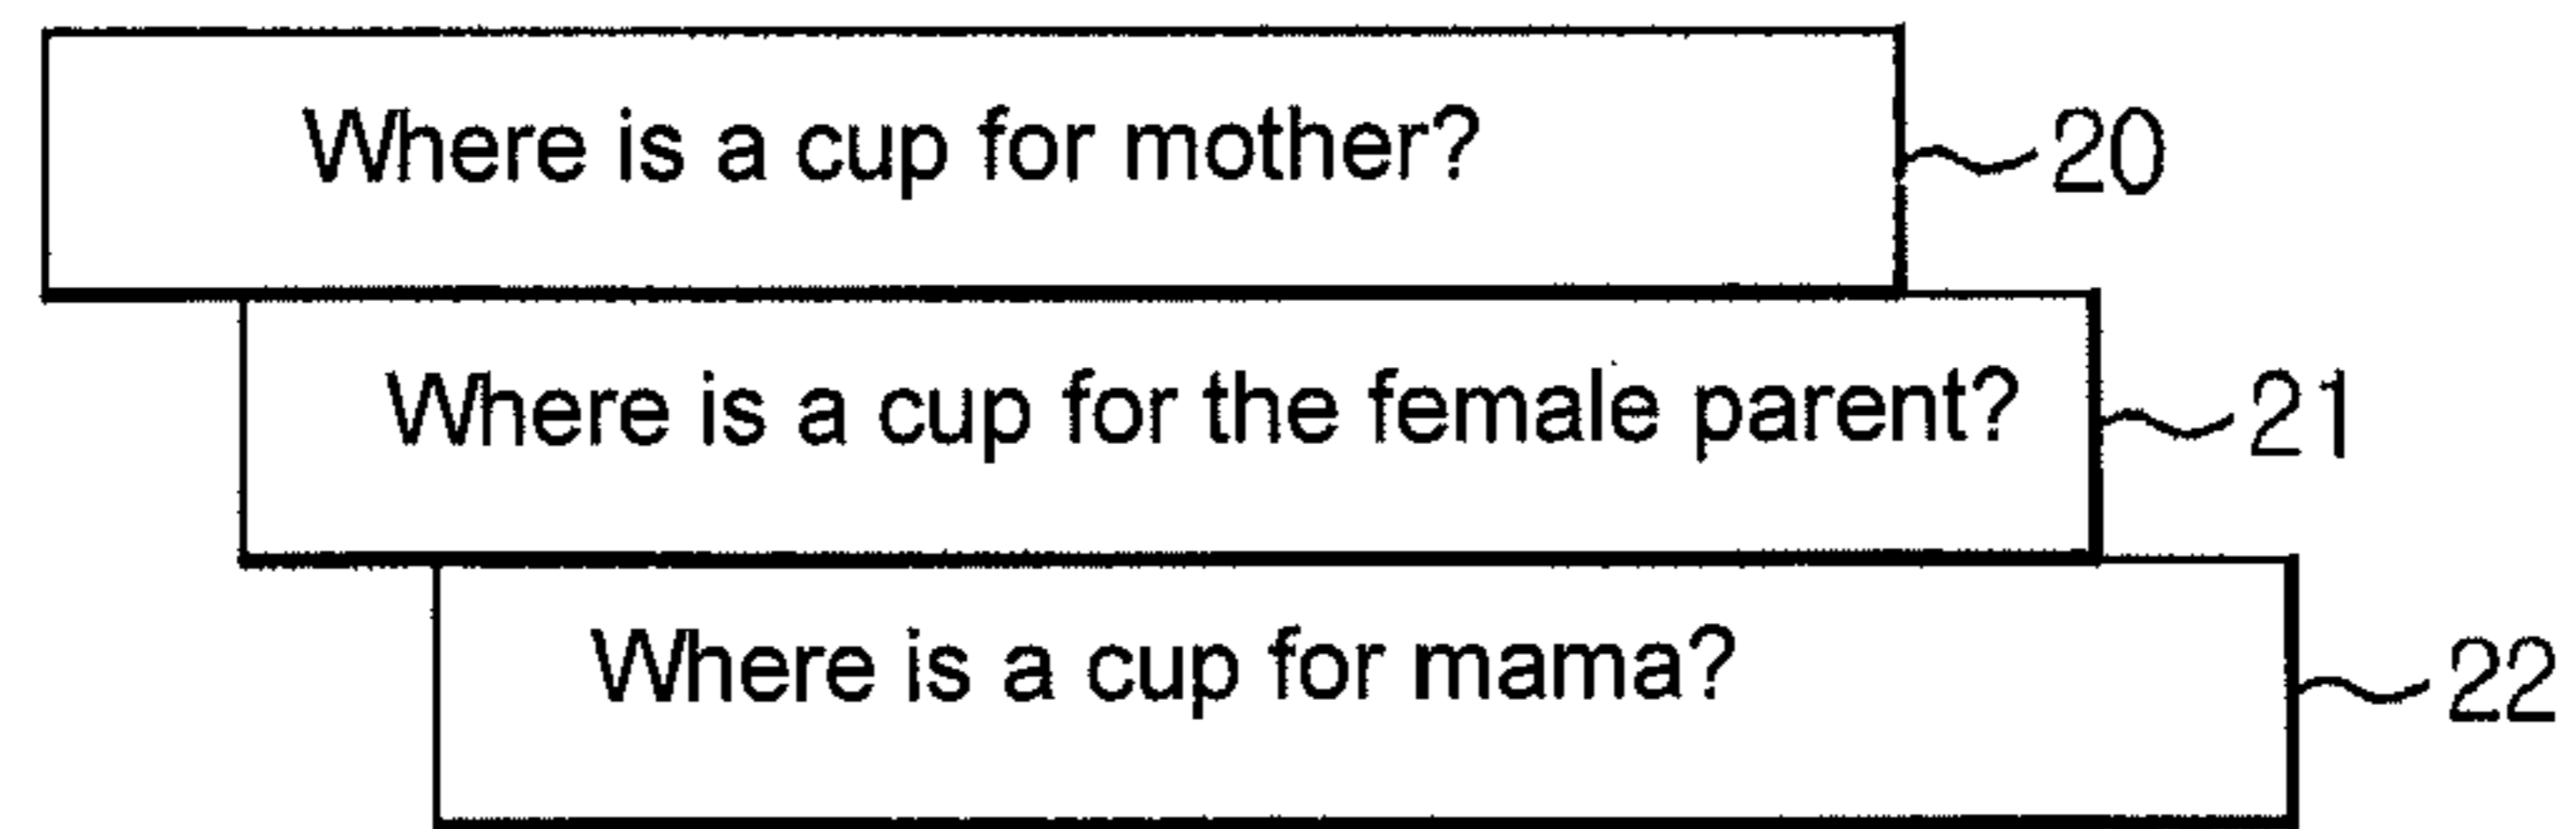 Where is a cup for mother? 20
Where is a cup for the female parent? 21
Where is a cup for mama? 22